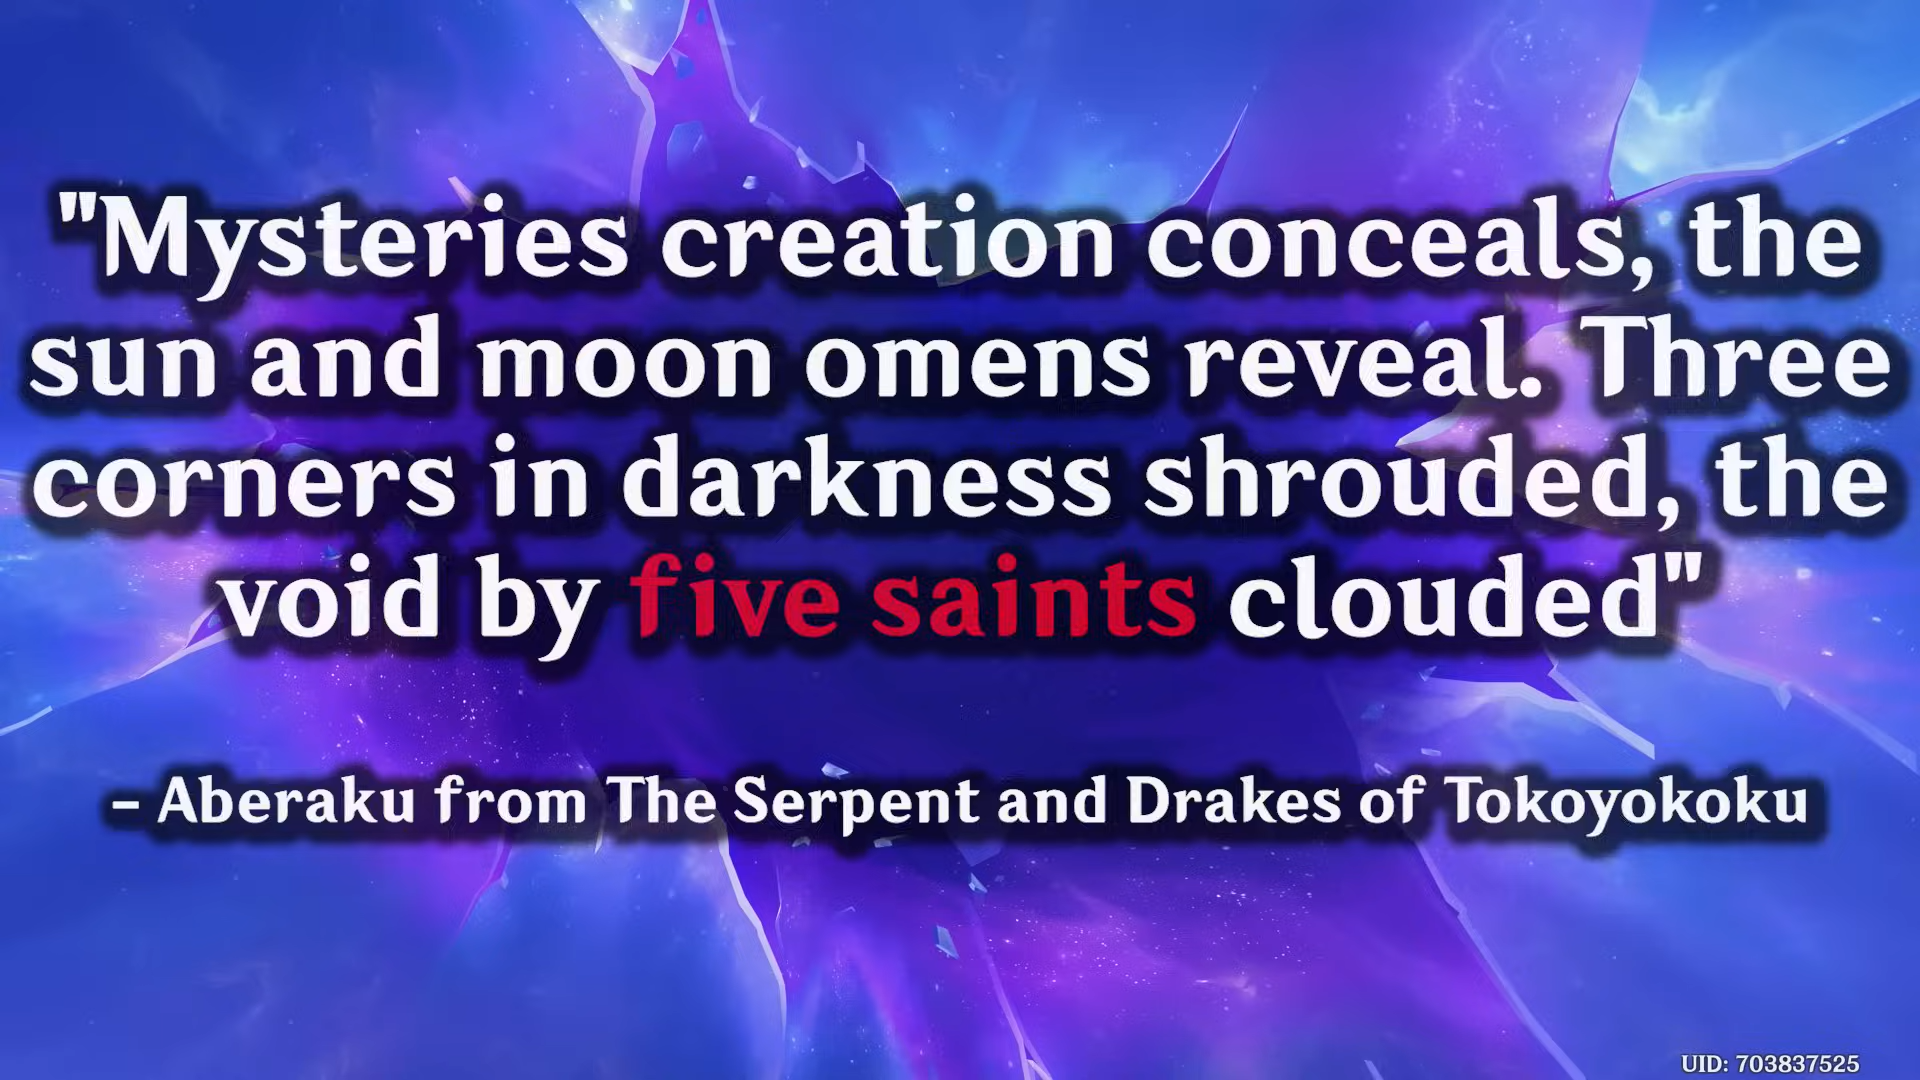 "Mysteries creation conceals, the
sun and moon omens reveal. Three
corners in darkness shrouded, the
void by five saints clouded"
– Aberaku from The Serpent and Drakes of Tokoyokoku
UID: 703837525